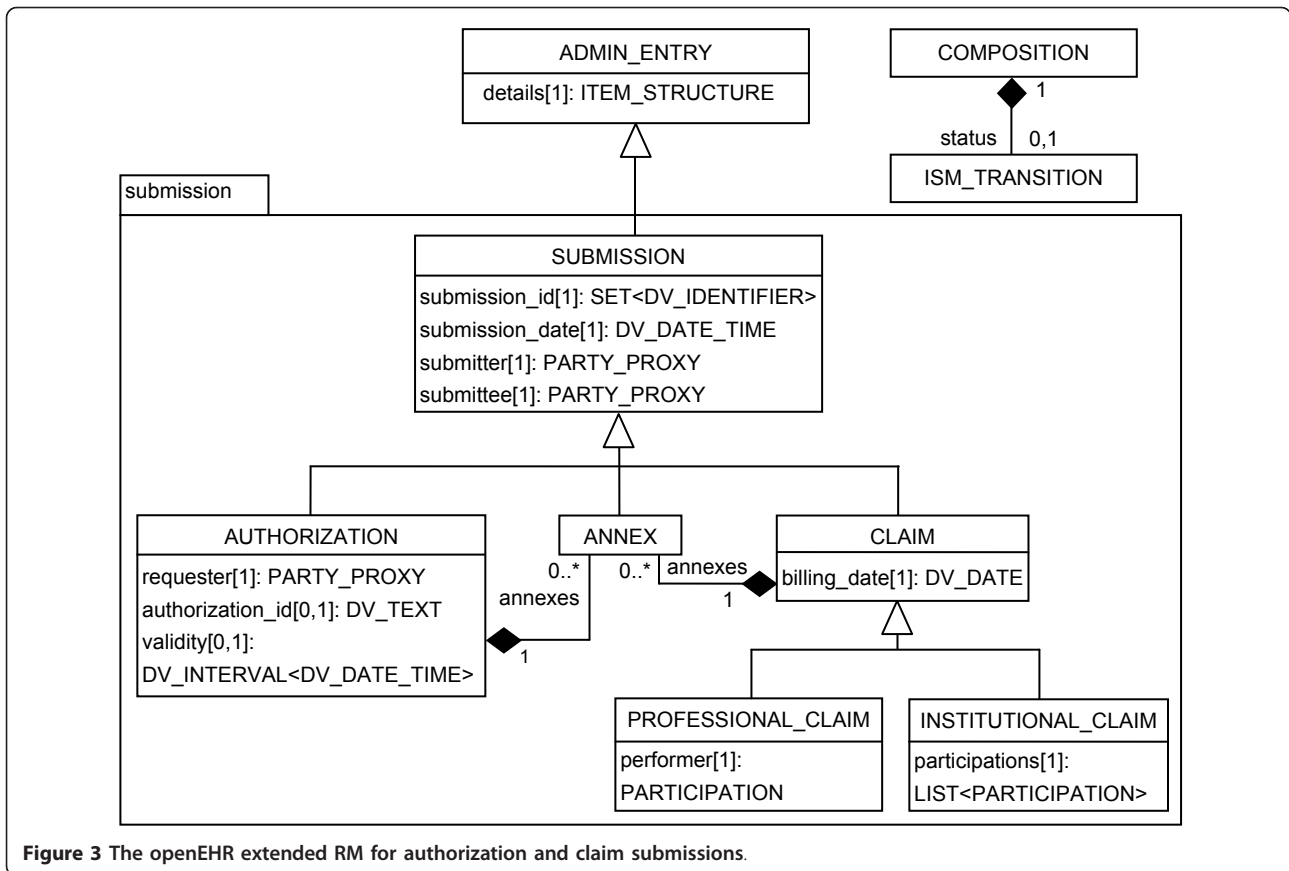 ADMIN_ENTRY
details[1]: ITEM_STRUCTURE
COMPOSITION
1
status 0,1
ISM_TRANSITION
submission
SUBMISSION
submission_id[1]: SET<DV_IDENTIFIER>
submission_date[1]: DV_DATE_TIME
submitter[1]: PARTY_PROXY
submittee[1]: PARTY_PROXY
AUTHORIZATION
requester[1]: PARTY_PROXY
authorization_id[0,1]: DV_TEXT
validity[0,1]:
DV_INTERVAL<DV_DATE_TIME>
ANNEX
0..*
annexes
1
0..*
annexes
1
CLAIM
billing_date[1]: DV_DATE
PROFESSIONAL_CLAIM
performer[1]:
PARTICIPATION
INSTITUTIONAL_CLAIM
participations[1]:
LIST<PARTICIPATION>
Figure 3 The openEHR extended RM for authorization and claim submissions.